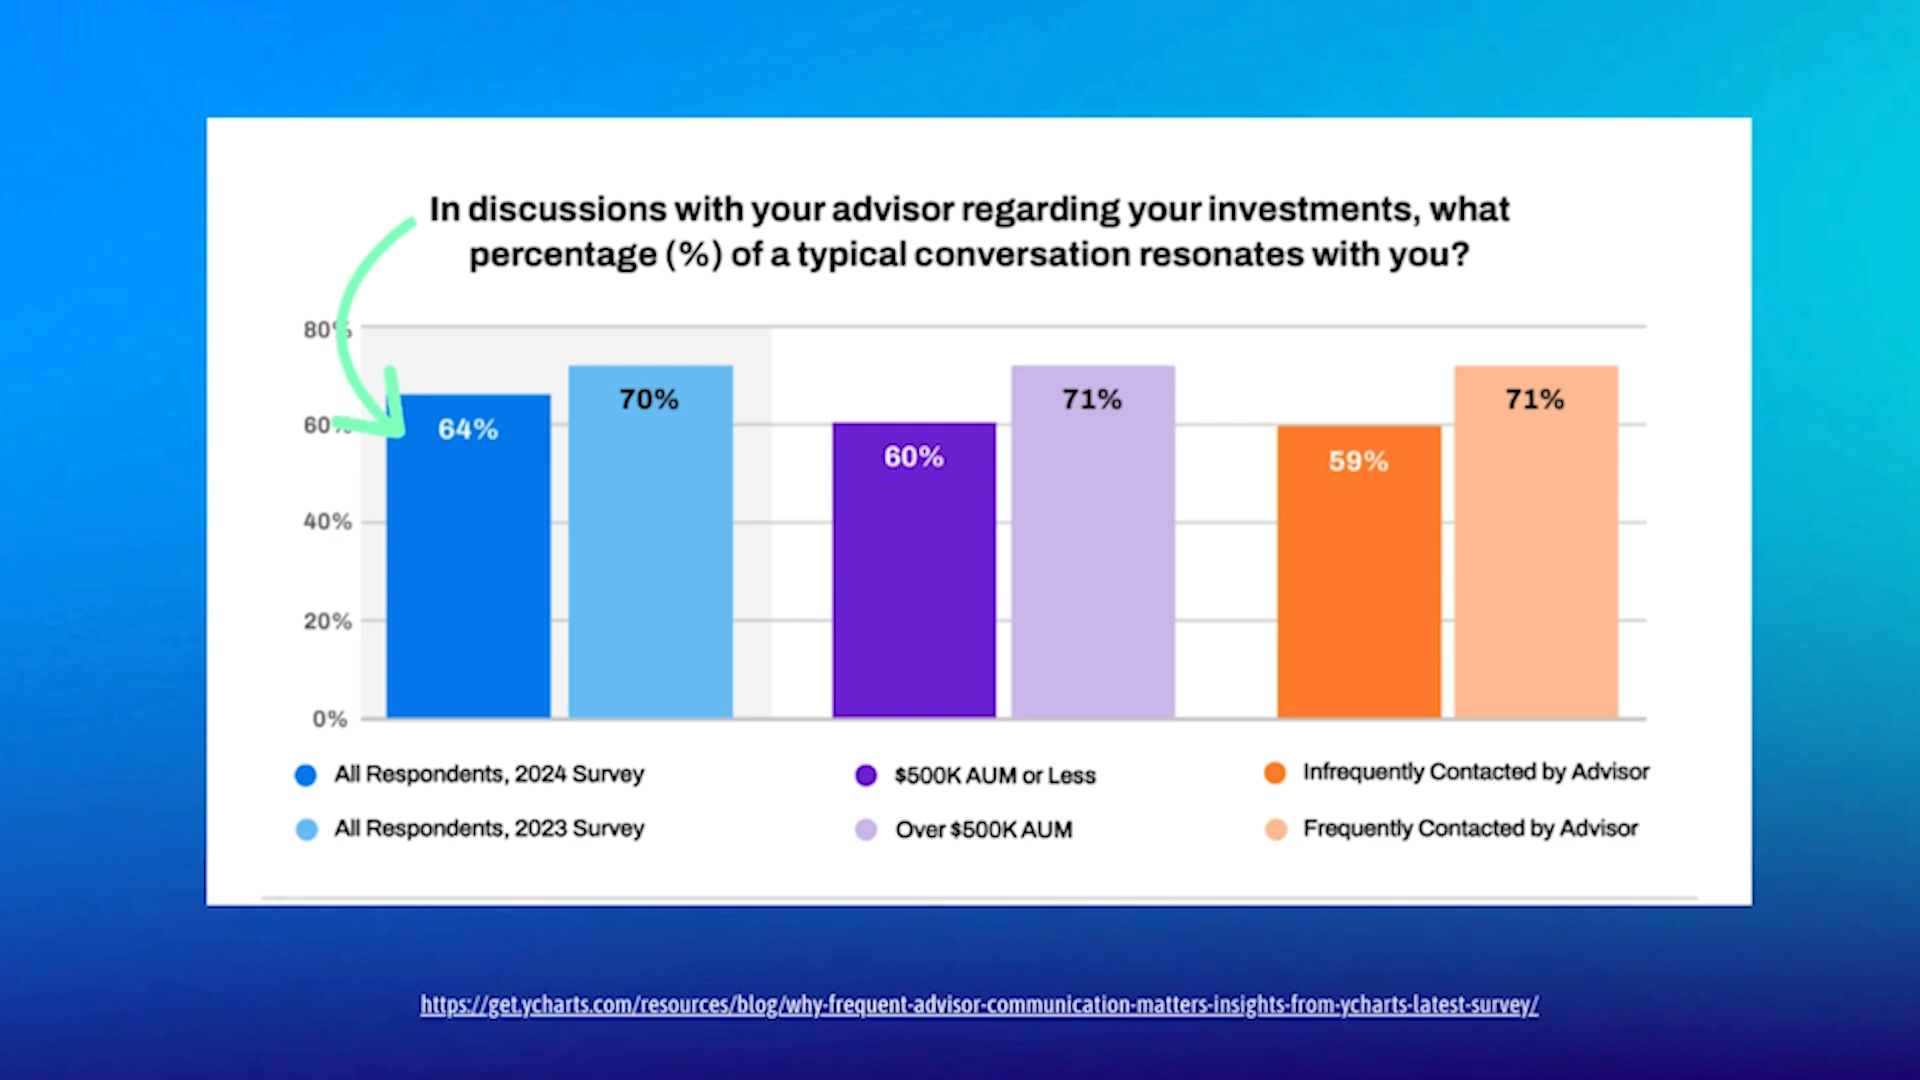 In discussions with your advisor regarding your investments, what
percentage (%) of a typical conversation resonates with you?
80%
60%
40%
20%
0%
64%
70%
60%
71%
59%
71%
All Respondents, 2024 Survey
All Respondents, 2023 Survey
$500K AUM or Less
Over $500K AUM
Infrequently Contacted by Advisor
Frequently Contacted by Advisor
https://get.ycharts.com/resources/blog/why-frequent-advisor-communication-matters-insights-from-ycharts-latest-survey/